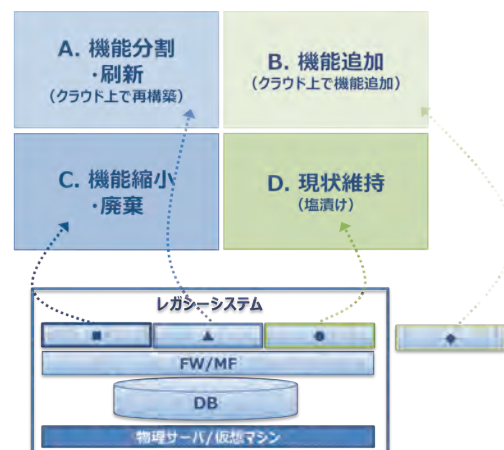 A. 機能分割
・刷新
(クラウド上で再構築)
B. 機能追加
(クラウド上で機能追加)
C. 機能縮小
・廃棄
D. 現状維持
(塩漬け)
レガシーシステム
■
▲
●
◆
FW/MF
DB
物理サーバ/仮想マシン